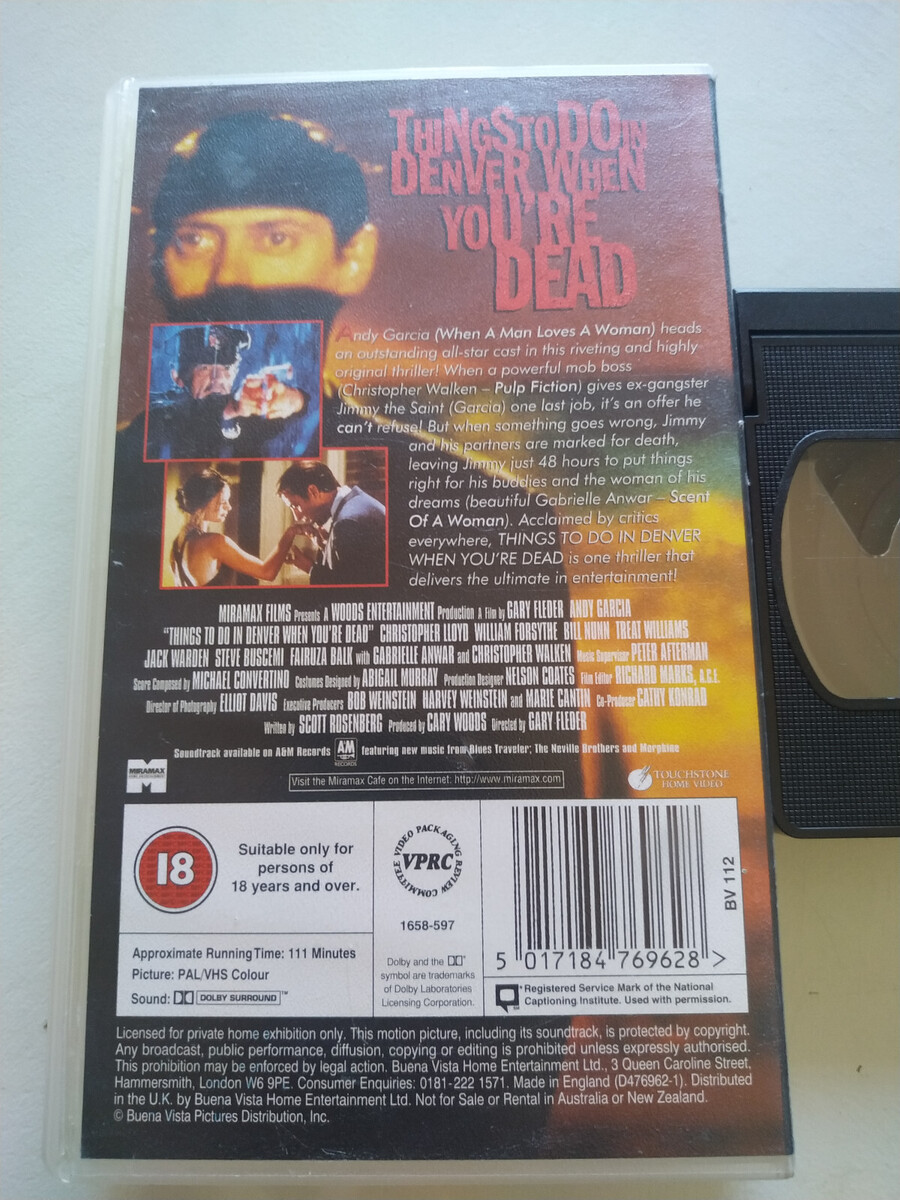 THINGS TO DO IN
DENVER WHEN
YOU'RE
DEAD
Andy Garcia (When A Man Loves A Woman) heads
an outstanding all-star cast in this riveting and highly
original thriller! When a powerful mob boss
(Christopher Walken – Pulp Fiction) gives ex-gangster
Jimmy the Saint (Garcia) one last job, it's an offer he
can't refuse! But when something goes wrong, Jimmy
and his partners are marked for death,
leaving Jimmy just 48 hours to put things
right for his buddies and the woman of his
dreams (beautiful Gabrielle Anwar – Scent
Of A Woman). Acclaimed by critics
everywhere, THINGS TO DO IN DENVER
WHEN YOU'RE DEAD is one thriller that
delivers the ultimate in entertainment!
MIRAMAX FILMS Presents A WOODS ENTERTAINMENT Production A Film by GARY FLEDER ANDY GARCIA
"THINGS TO DO IN DENVER WHEN YOU'RE DEAD" CHRISTOPHER LLOYD WILLIAM FORSYTHE BILL NUNN TREAT WILLIAMS
JACK WARDEN STEVE BUSCEMI FAIRUZA BALK with GABRIELLE ANWAR and CHRISTOPHER WALKEN Music Supervisor PETER AFTERMAN
Score Composed by MICHAEL CONVERTINO Costumes Designed by ABIGAIL MURRAY Production Designer NELSON COATES Film Editor RICHARD MARKS, A.C.E.
Director of Photography ELLIOT DAVIS Executive Producers BOB WEINSTEIN HARVEY WEINSTEIN and MARIE CANTIN Co-Producer CATHY KONRAD
Written by SCOTT ROSENBERG Produced by CARY WOODS Directed by GARY FLEDER
Soundtrack available on A&M Records A&M RECORDS featuring new music from Blues Traveler; The Neville Brothers and Morphine
MIRAMAX
Visit the Miramax Cafe on the Internet: http://www.miramax.com
TOUCHSTONE
HOME VIDEO
18
Suitable only for
persons of
18 years and over.
VIDEO PACKAGING REVIEW COMMITTEE
VPRC
1658-597
BV 112
5 017184 769628 >
Approximate Running Time: 111 Minutes
Picture: PAL/VHS Colour
Sound: DOLBY SURROUND™
Dolby and the
symbol are trademarks
of Dolby Laboratories
Licensing Corporation.
*Registered Service Mark of the National
Captioning Institute. Used with permission.
Licensed for private home exhibition only. This motion picture, including its soundtrack, is protected by copyright.
Any broadcast, public performance, diffusion, copying or editing is prohibited unless expressly authorised.
This prohibition may be enforced by legal action. Buena Vista Home Entertainment Ltd., 3 Queen Caroline Street,
Hammersmith, London W6 9PE. Consumer Enquiries: 0181-222 1571. Made in England (D476962-1). Distributed
in the U.K. by Buena Vista Home Entertainment Ltd. Not for Sale or Rental in Australia or New Zealand.
© Buena Vista Pictures Distribution, Inc.